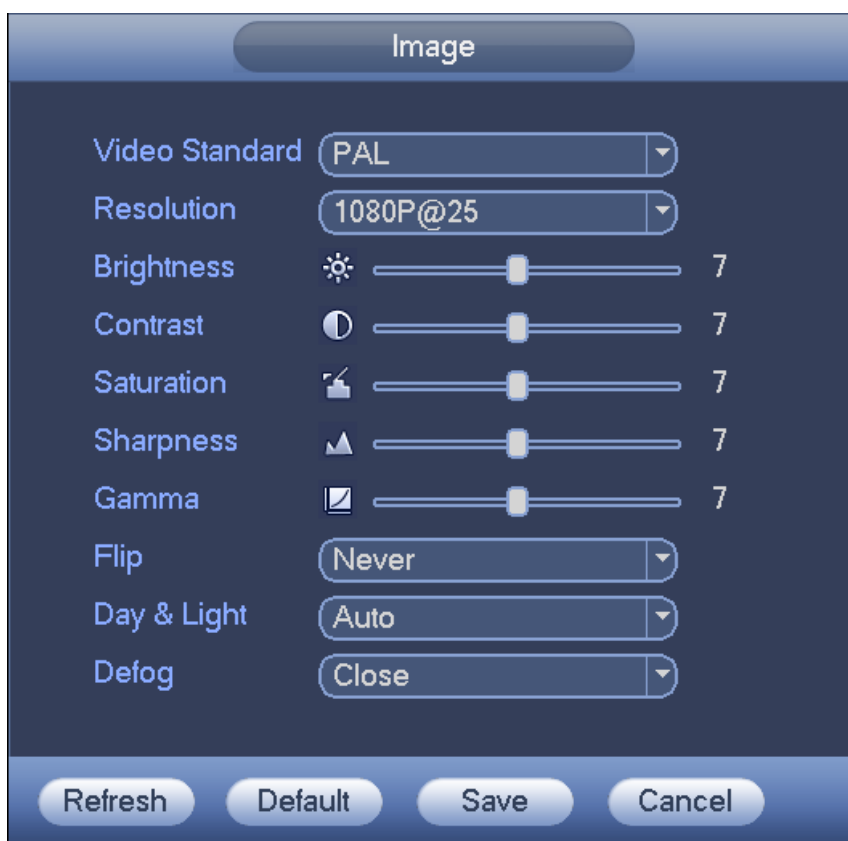 Image
Video Standard PAL
Resolution 1080P@25
Brightness 7
Contrast 7
Saturation 7
Sharpness 7
Gamma 7
Flip Never
Day & Light Auto
Defog Close
Refresh Default Save Cancel